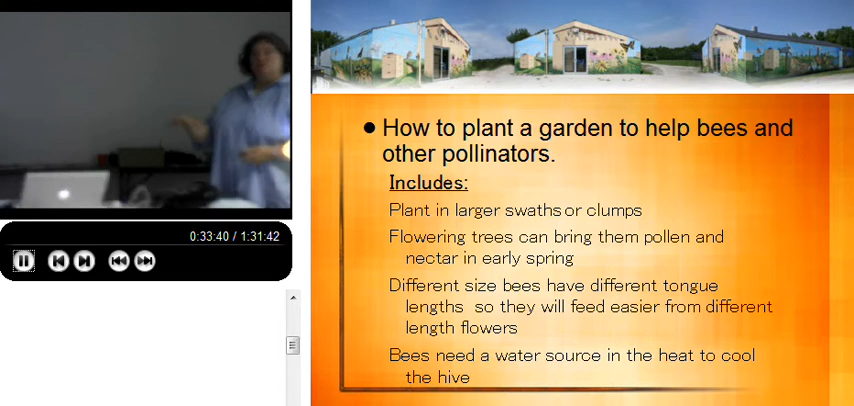 0:33:40 / 1:31:42
● How to plant a garden to help bees and
other pollinators.
Includes:
Plant in larger swaths or clumps
Flowering trees can bring them pollen and
nectar in early spring
Different size bees have different tongue
lengths so they will feed easier from different
length flowers
Bees need a water source in the heat to cool
the hive